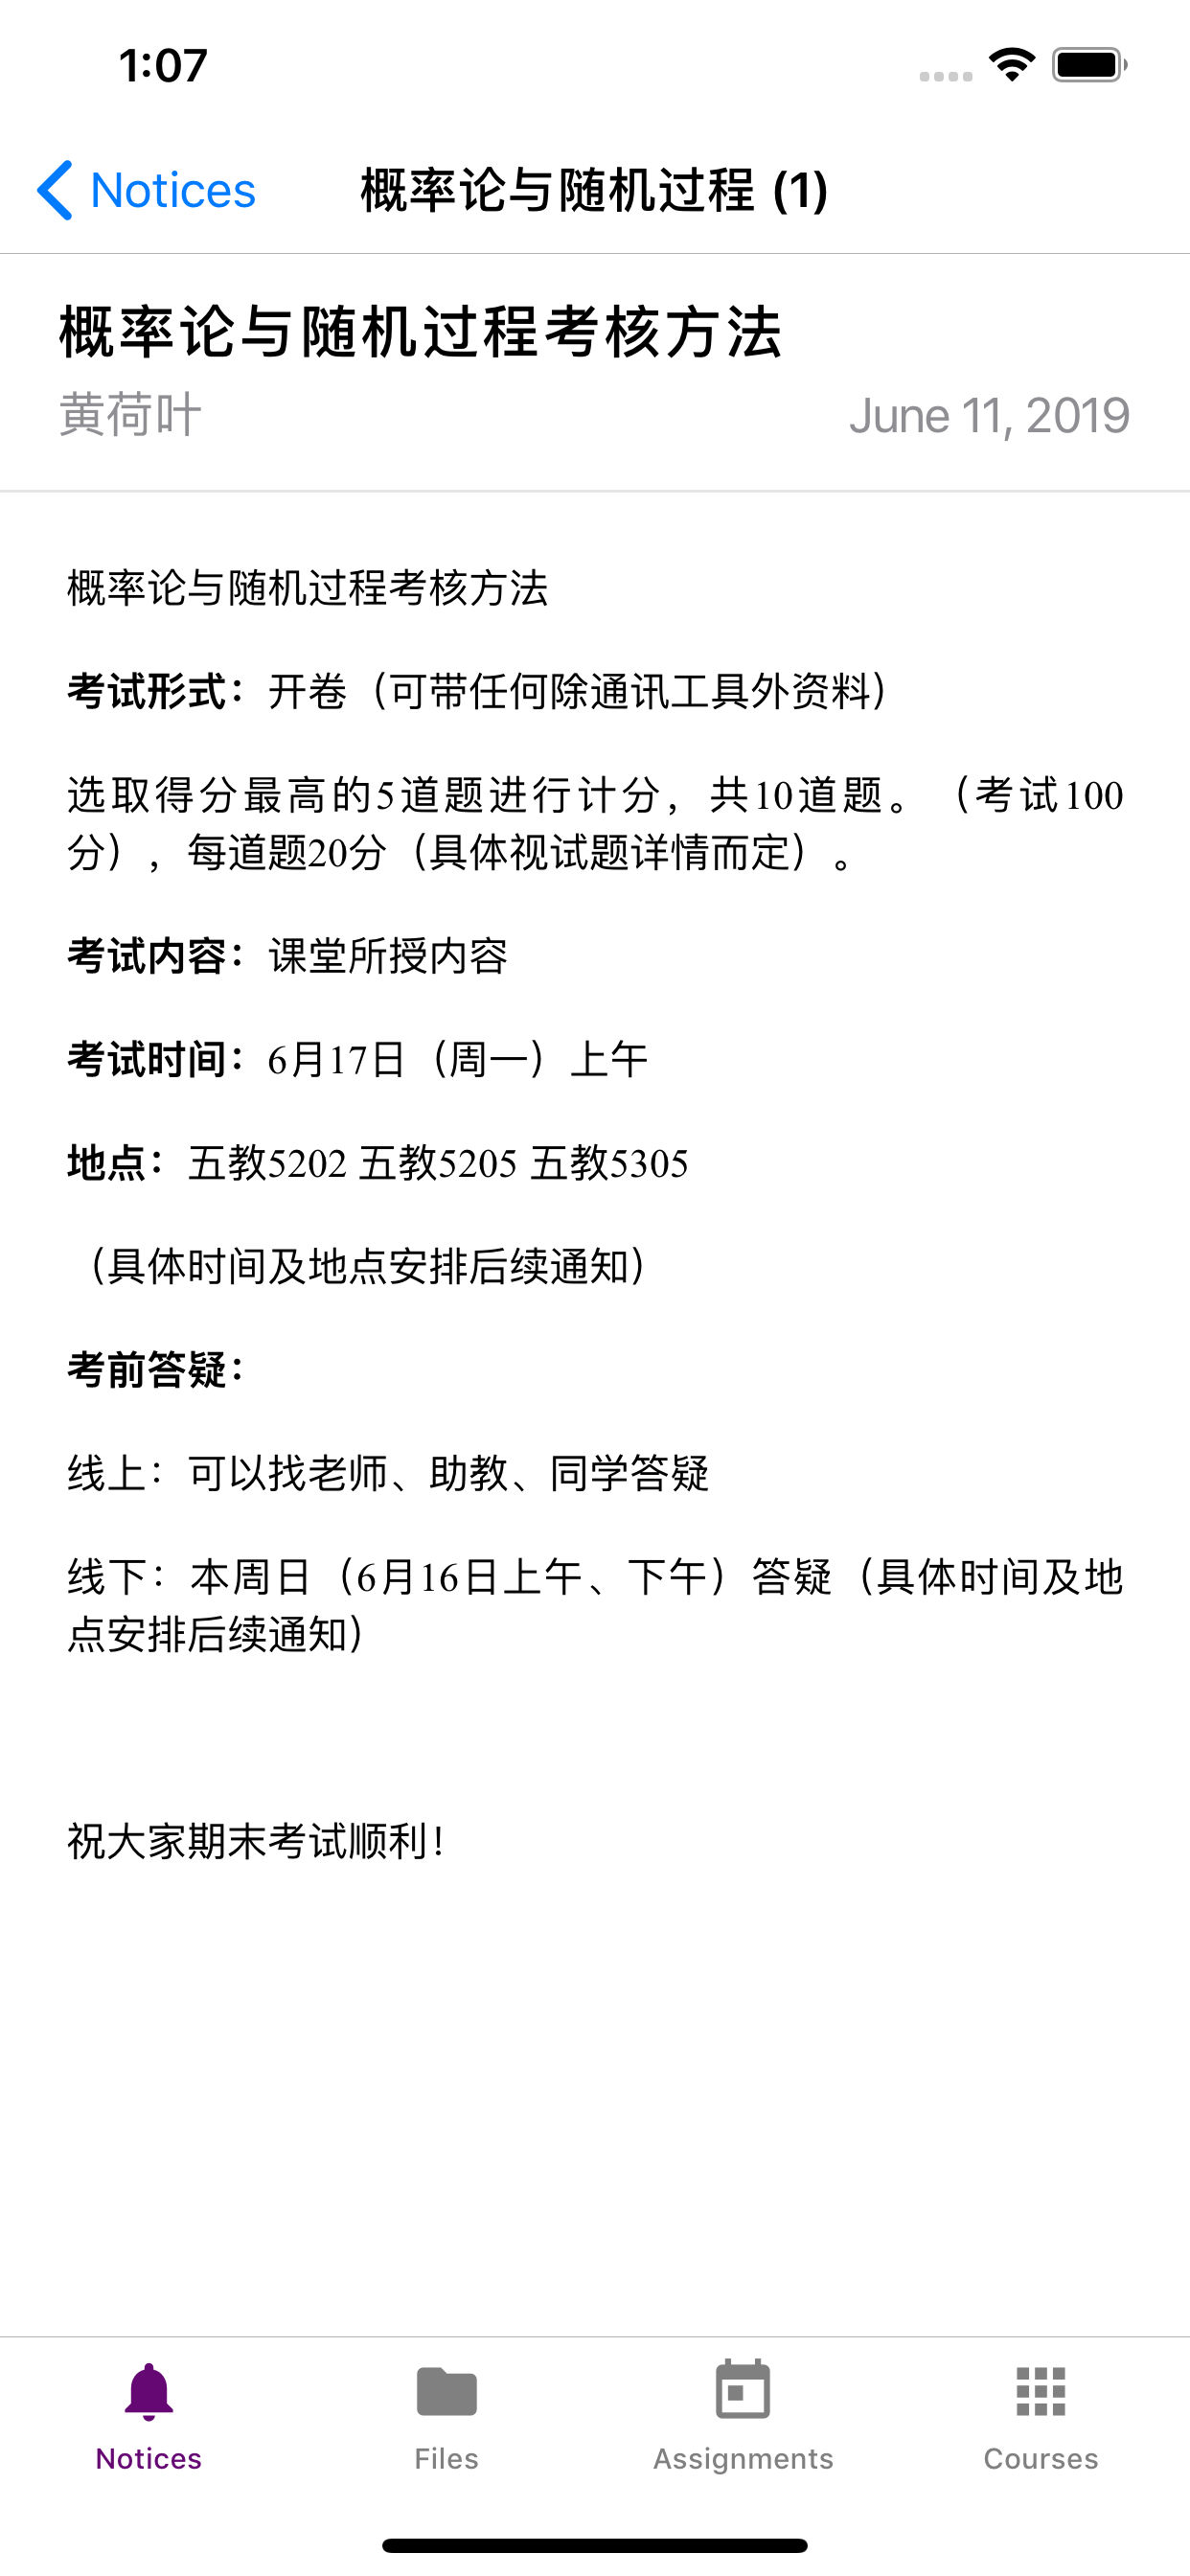 1:07
Notices
概率论与随机过程 (1)
概率论与随机过程考核方法
黄荷叶
June 11, 2019
概率论与随机过程考核方法
考试形式：开卷（可带任何除通讯工具外资料）
选取得分最高的5道题进行计分，共10道题。（考试100
分），每道题20分（具体视试题详情而定）。
考试内容：课堂所授内容
考试时间：6月17日（周一）上午
地点：五教5202 五教5205 五教5305
（具体时间及地点安排后续通知）
考前答疑：
线上：可以找老师、助教、同学答疑
线下：本周日（6月16日上午、下午）答疑（具体时间及地
点安排后续通知）
祝大家期末考试顺利！
Notices
Files
Assignments
Courses